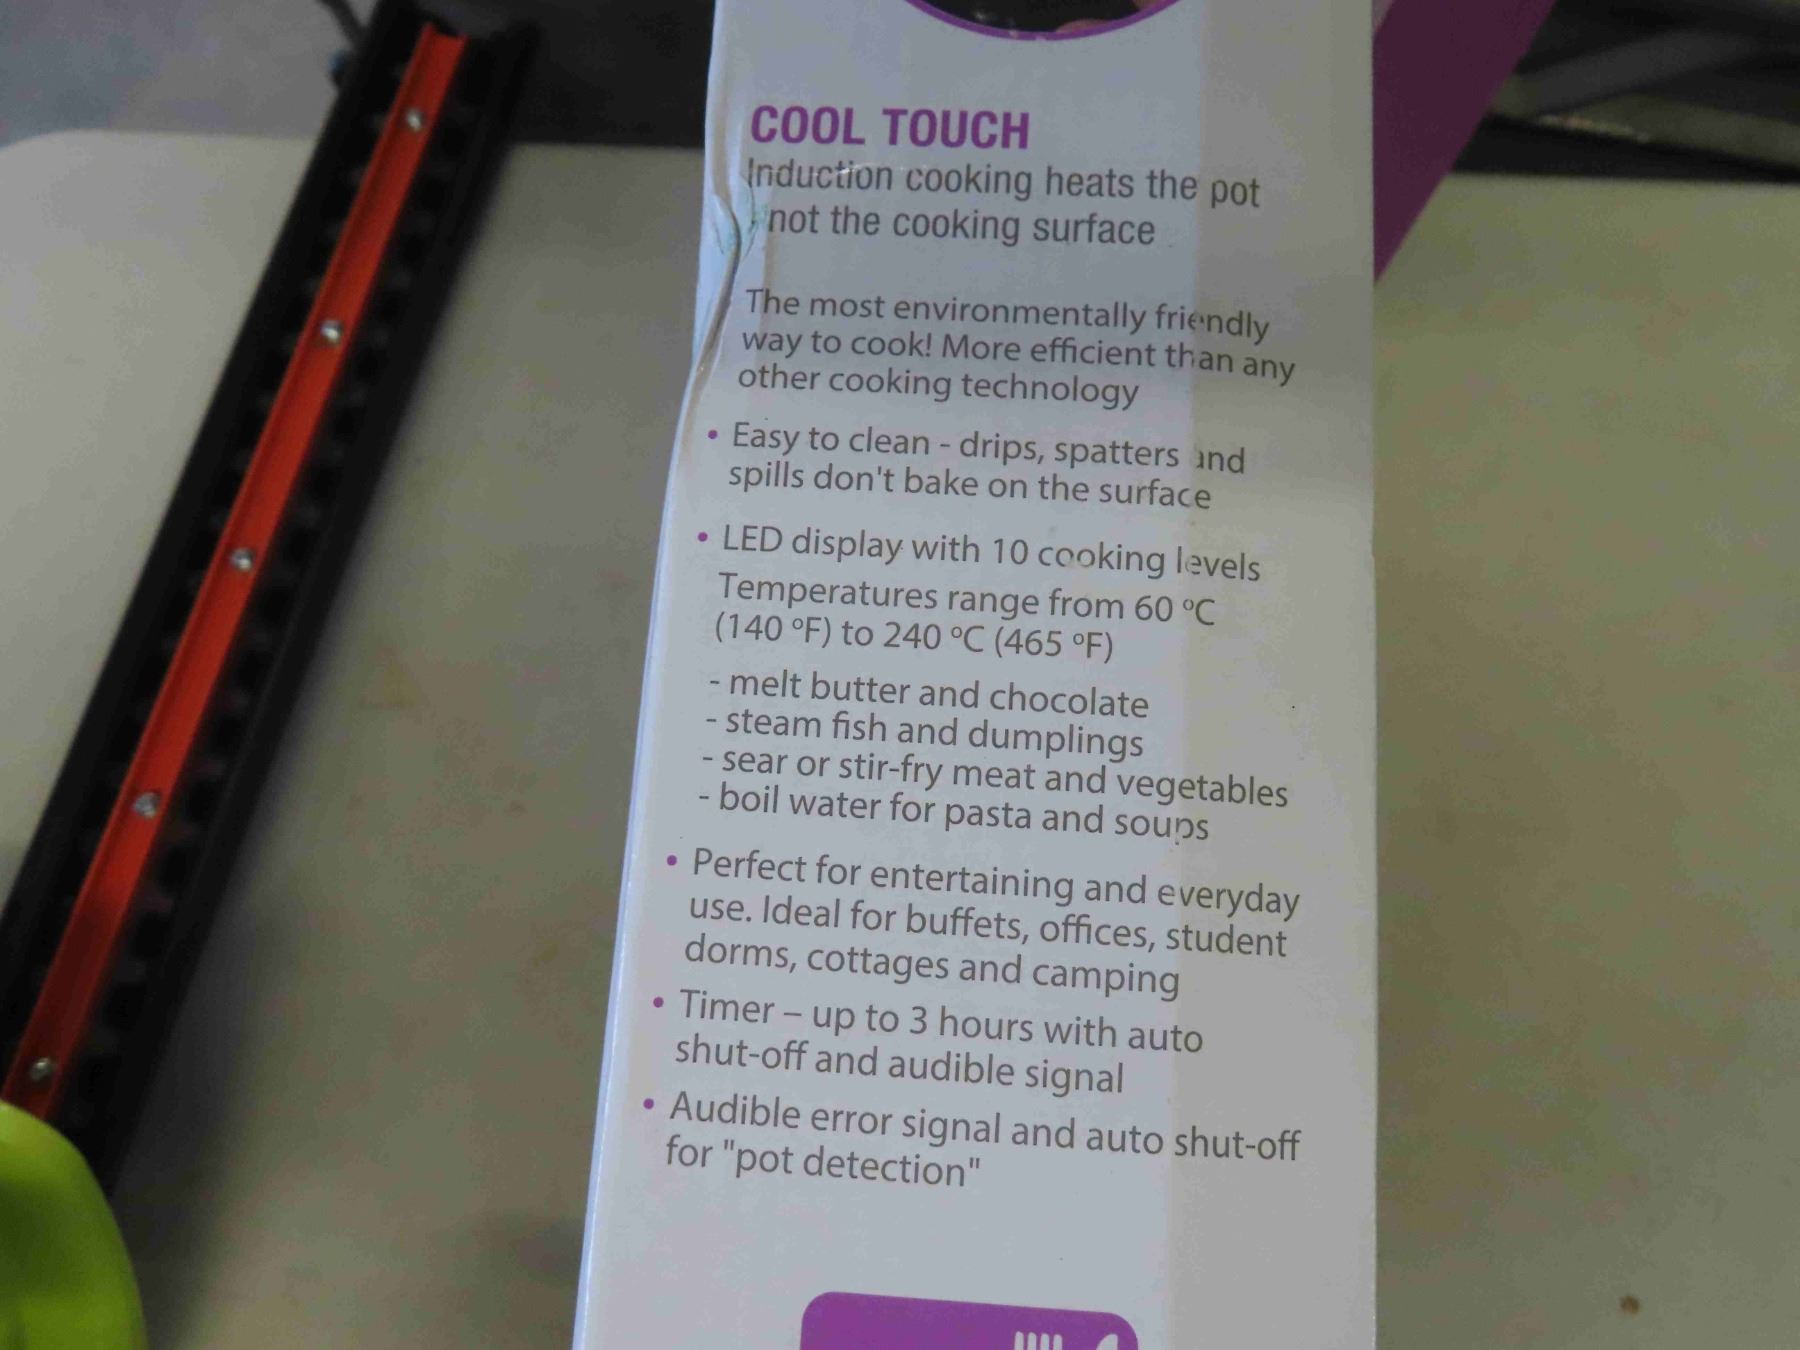 COOL TOUCH
Induction cooking heats the pot
not the cooking surface
The most environmentally friendly
way to cook! More efficient than any
other cooking technology
• Easy to clean - drips, spatters and
spills don't bake on the surface
• LED display with 10 cooking levels
Temperatures range from 60 ºC
(140 ºF) to 240 ºC (465 ºF)
- melt butter and chocolate
- steam fish and dumplings
- sear or stir-fry meat and vegetables
- boil water for pasta and soups
• Perfect for entertaining and everyday
use. Ideal for buffets, offices, student
dorms, cottages and camping
• Timer – up to 3 hours with auto
shut-off and audible signal
• Audible error signal and auto shut-off
for "pot detection"